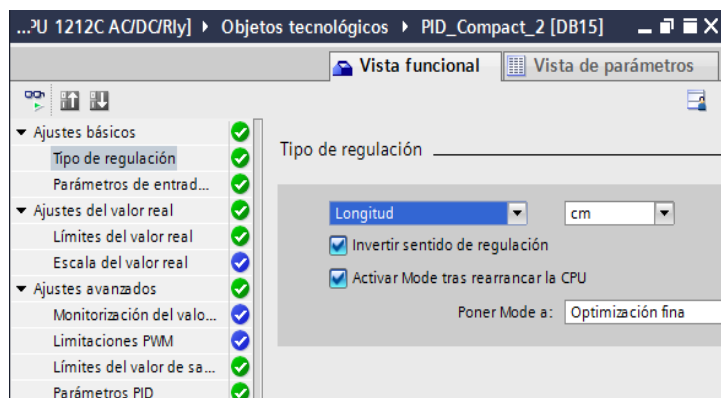 ...PU 1212C AC/DC/Rly] ▸ Objetos tecnológicos ▸ PID_Compact_2 [DB15]
Vista funcional
Vista de parámetros
Ajustes básicos
Tipo de regulación
Parámetros de entrad...
Ajustes del valor real
Límites del valor real
Escala del valor real
Ajustes avanzados
Monitorización del valo...
Limitaciones PWM
Límites del valor de sa...
Parámetros PID
Tipo de regulación
Longitud
cm
Invertir sentido de regulación
Activar Mode tras rearrancar la CPU
Poner Mode a: Optimización fina